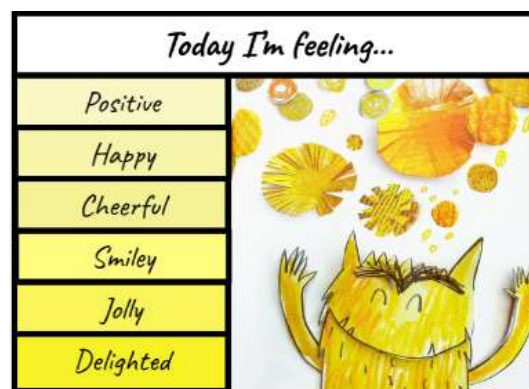 Today I'm feeling...
Positive
Happy
Cheerful
Smiley
Jolly
Delighted